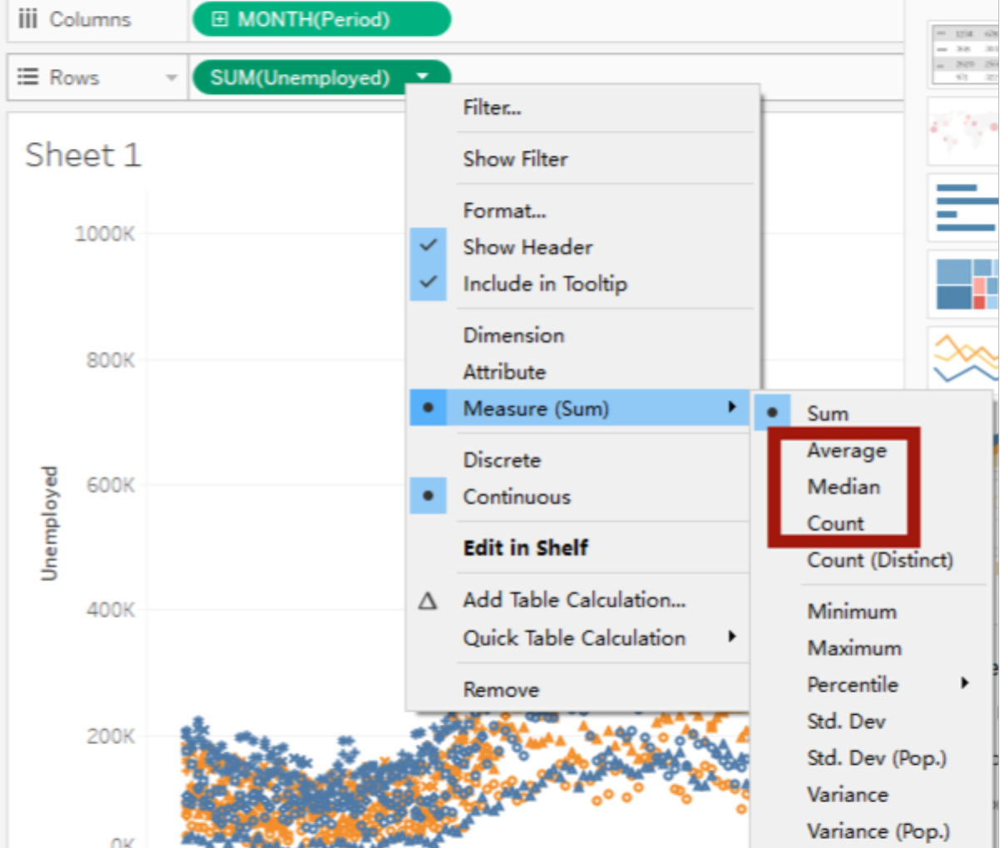 Columns
MONTH(Period)
Rows
SUM(Unemployed)
Sheet 1
1000K
800K
600K
400K
200K
0K
Unemployed
Filter...
Show Filter
Format...
Show Header
Include in Tooltip
Dimension
Attribute
Measure (Sum)
Discrete
Continuous
Edit in Shelf
Add Table Calculation...
Quick Table Calculation
Remove
Sum
Average
Median
Count
Count (Distinct)
Minimum
Maximum
Percentile
Std. Dev
Std. Dev (Pop.)
Variance
Variance (Pop.)